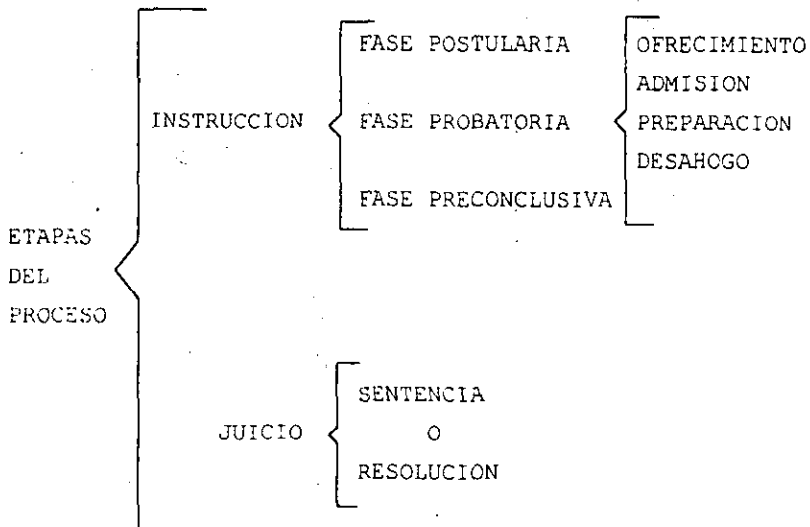 FASE POSTULARIA
OFRECIMIENTO
ADMISION
INSTRUCCION
FASE PROBATORIA
PREPARACION
DESAHOGO
FASE PRECONCLUSIVA
ETAPAS
DEL
PROCESO
SENTENCIA
JUICIO
O
RESOLUCION